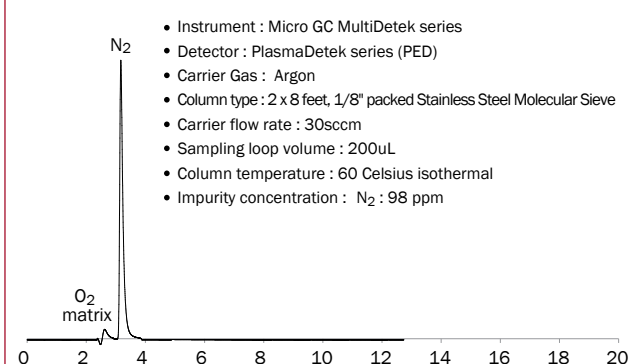 N2
• Instrument : Micro GC MultiDetek series
• Detector : PlasmaDetek series (PED)
• Carrier Gas : Argon
• Column type : 2 x 8 feet, 1/8" packed Stainless Steel Molecular Sieve
• Carrier flow rate : 30sccm
• Sampling loop volume : 200uL
• Column temperature : 60 Celsius isothermal
• Impurity concentration : N2 : 98 ppm
O2
matrix
0 2 4 6 8 10 12 14 16 18 20